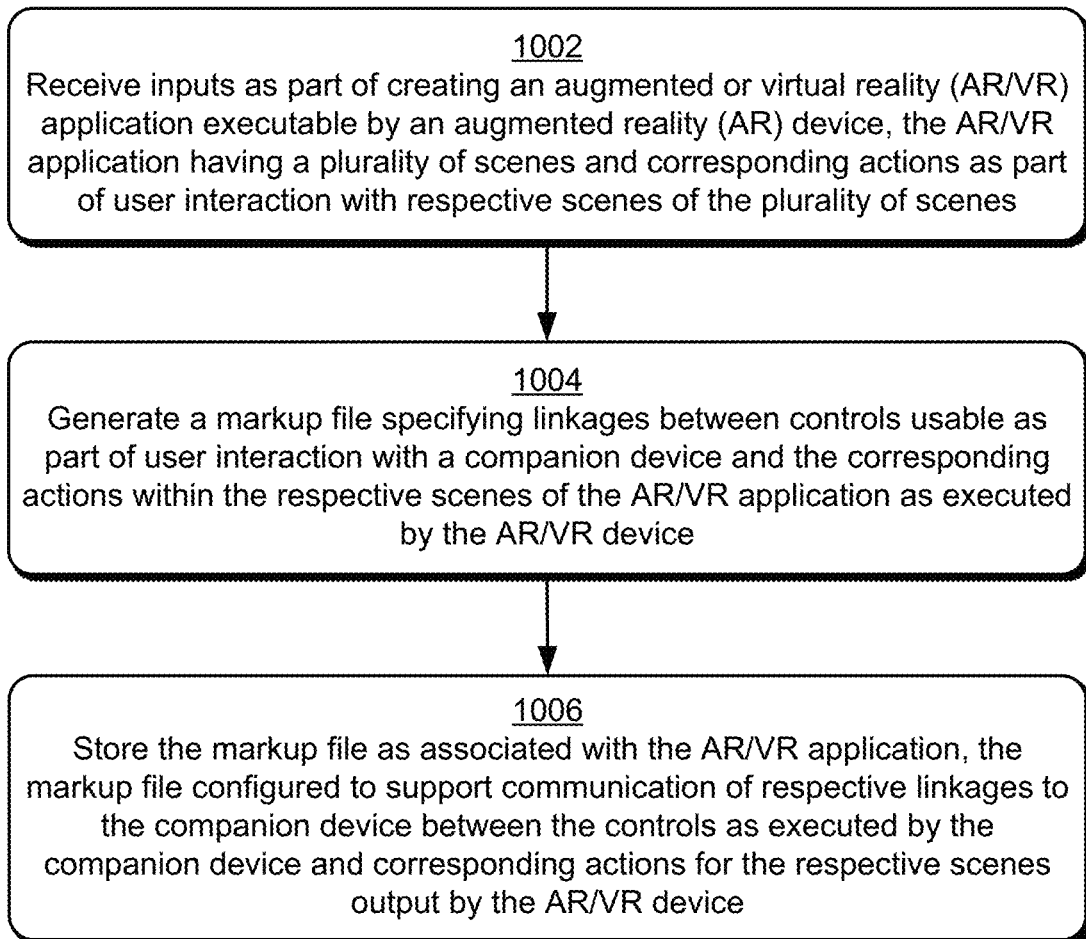 1002
Receive inputs as part of creating an augmented or virtual reality (AR/VR)
application executable by an augmented reality (AR) device, the AR/VR
application having a plurality of scenes and corresponding actions as part
of user interaction with respective scenes of the plurality of scenes
1004
Generate a markup file specifying linkages between controls usable as
part of user interaction with a companion device and the corresponding
actions within the respective scenes of the AR/VR application as executed
by the AR/VR device
1006
Store the markup file as associated with the AR/VR application, the
markup file configured to support communication of respective linkages to
the companion device between the controls as executed by the
companion device and corresponding actions for the respective scenes
output by the AR/VR device